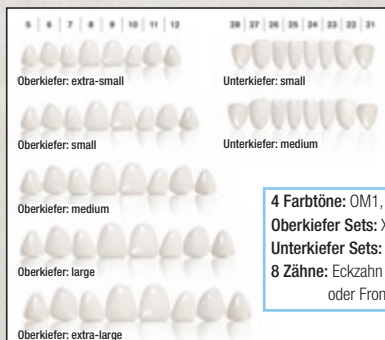 5 | 6 | 7 | 8 | 9 | 10 | 11 | 12
28 | 27 | 26 | 25 | 24 | 23 | 22 | 21
Oberkiefer: extra-small
Unterkiefer: small
Oberkiefer: small
Unterkiefer: medium
Oberkiefer: medium
Oberkiefer: large
Oberkiefer: extra-large
4 Farbtöne: OM1,
Oberkiefer Sets: X
Unterkiefer Sets:
8 Zähne: Eckzahn
oder Fron